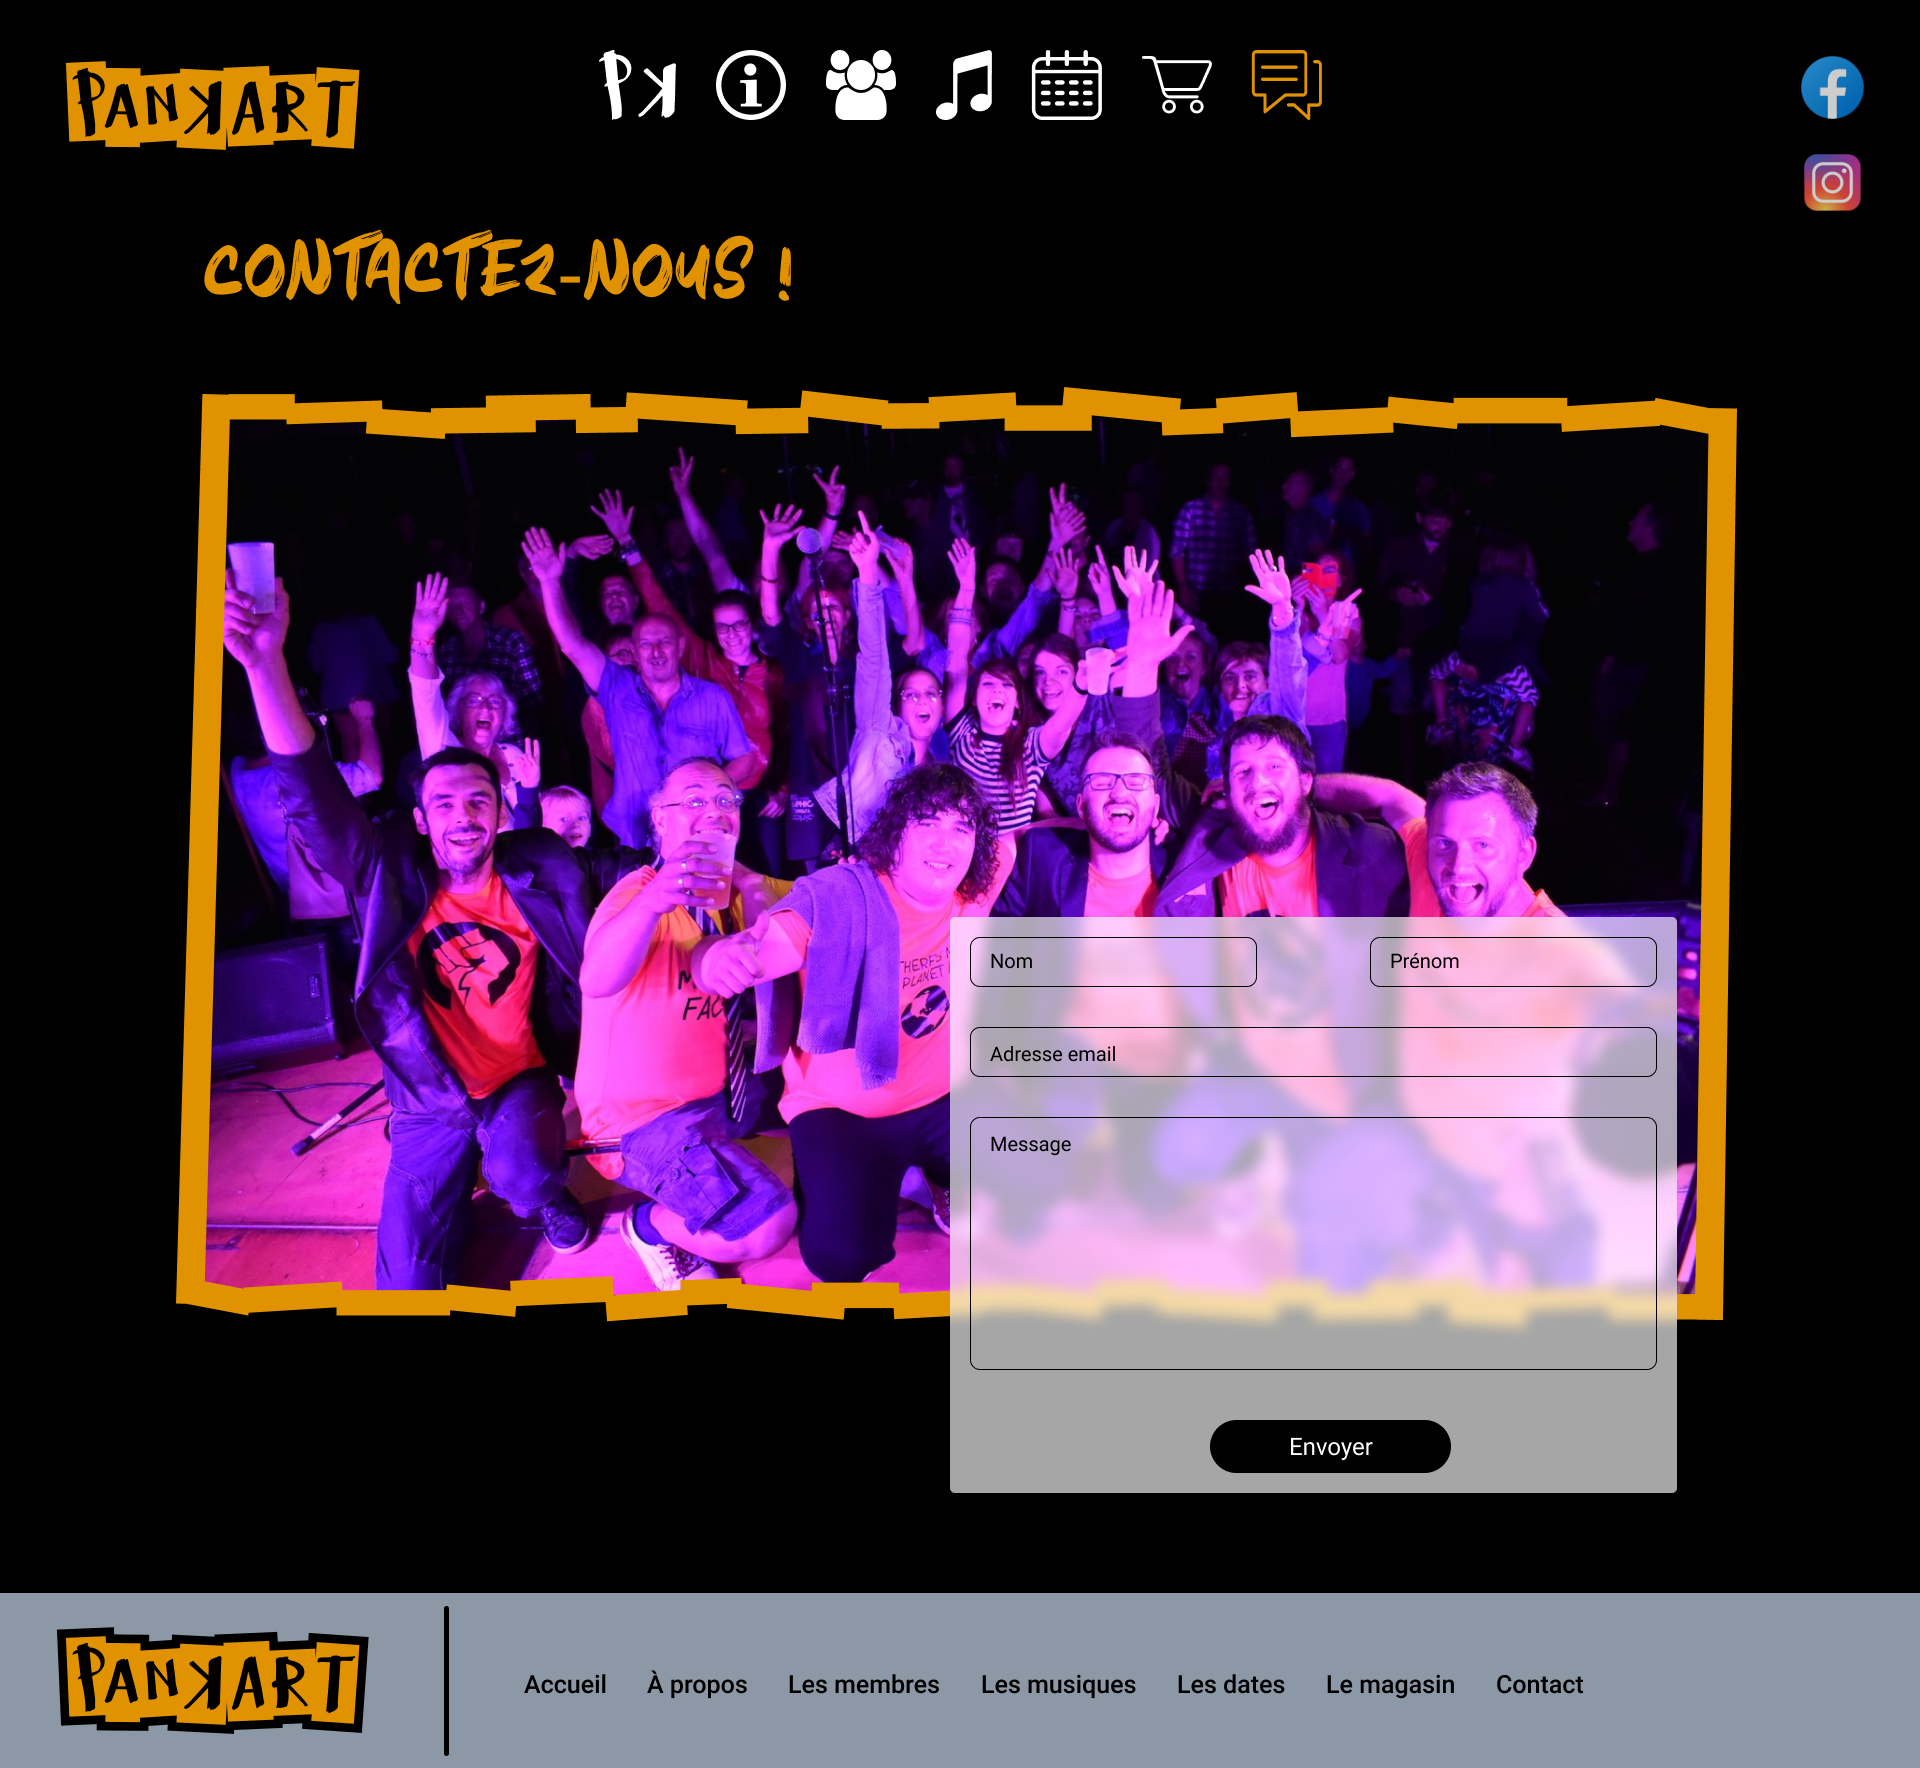 PANKART
PK
CONTACTEZ-NOUS !
Nom
Prénom
Adresse email
Message
Envoyer
PANKART
Accueil
À propos
Les membres
Les musiques
Les dates
Le magasin
Contact